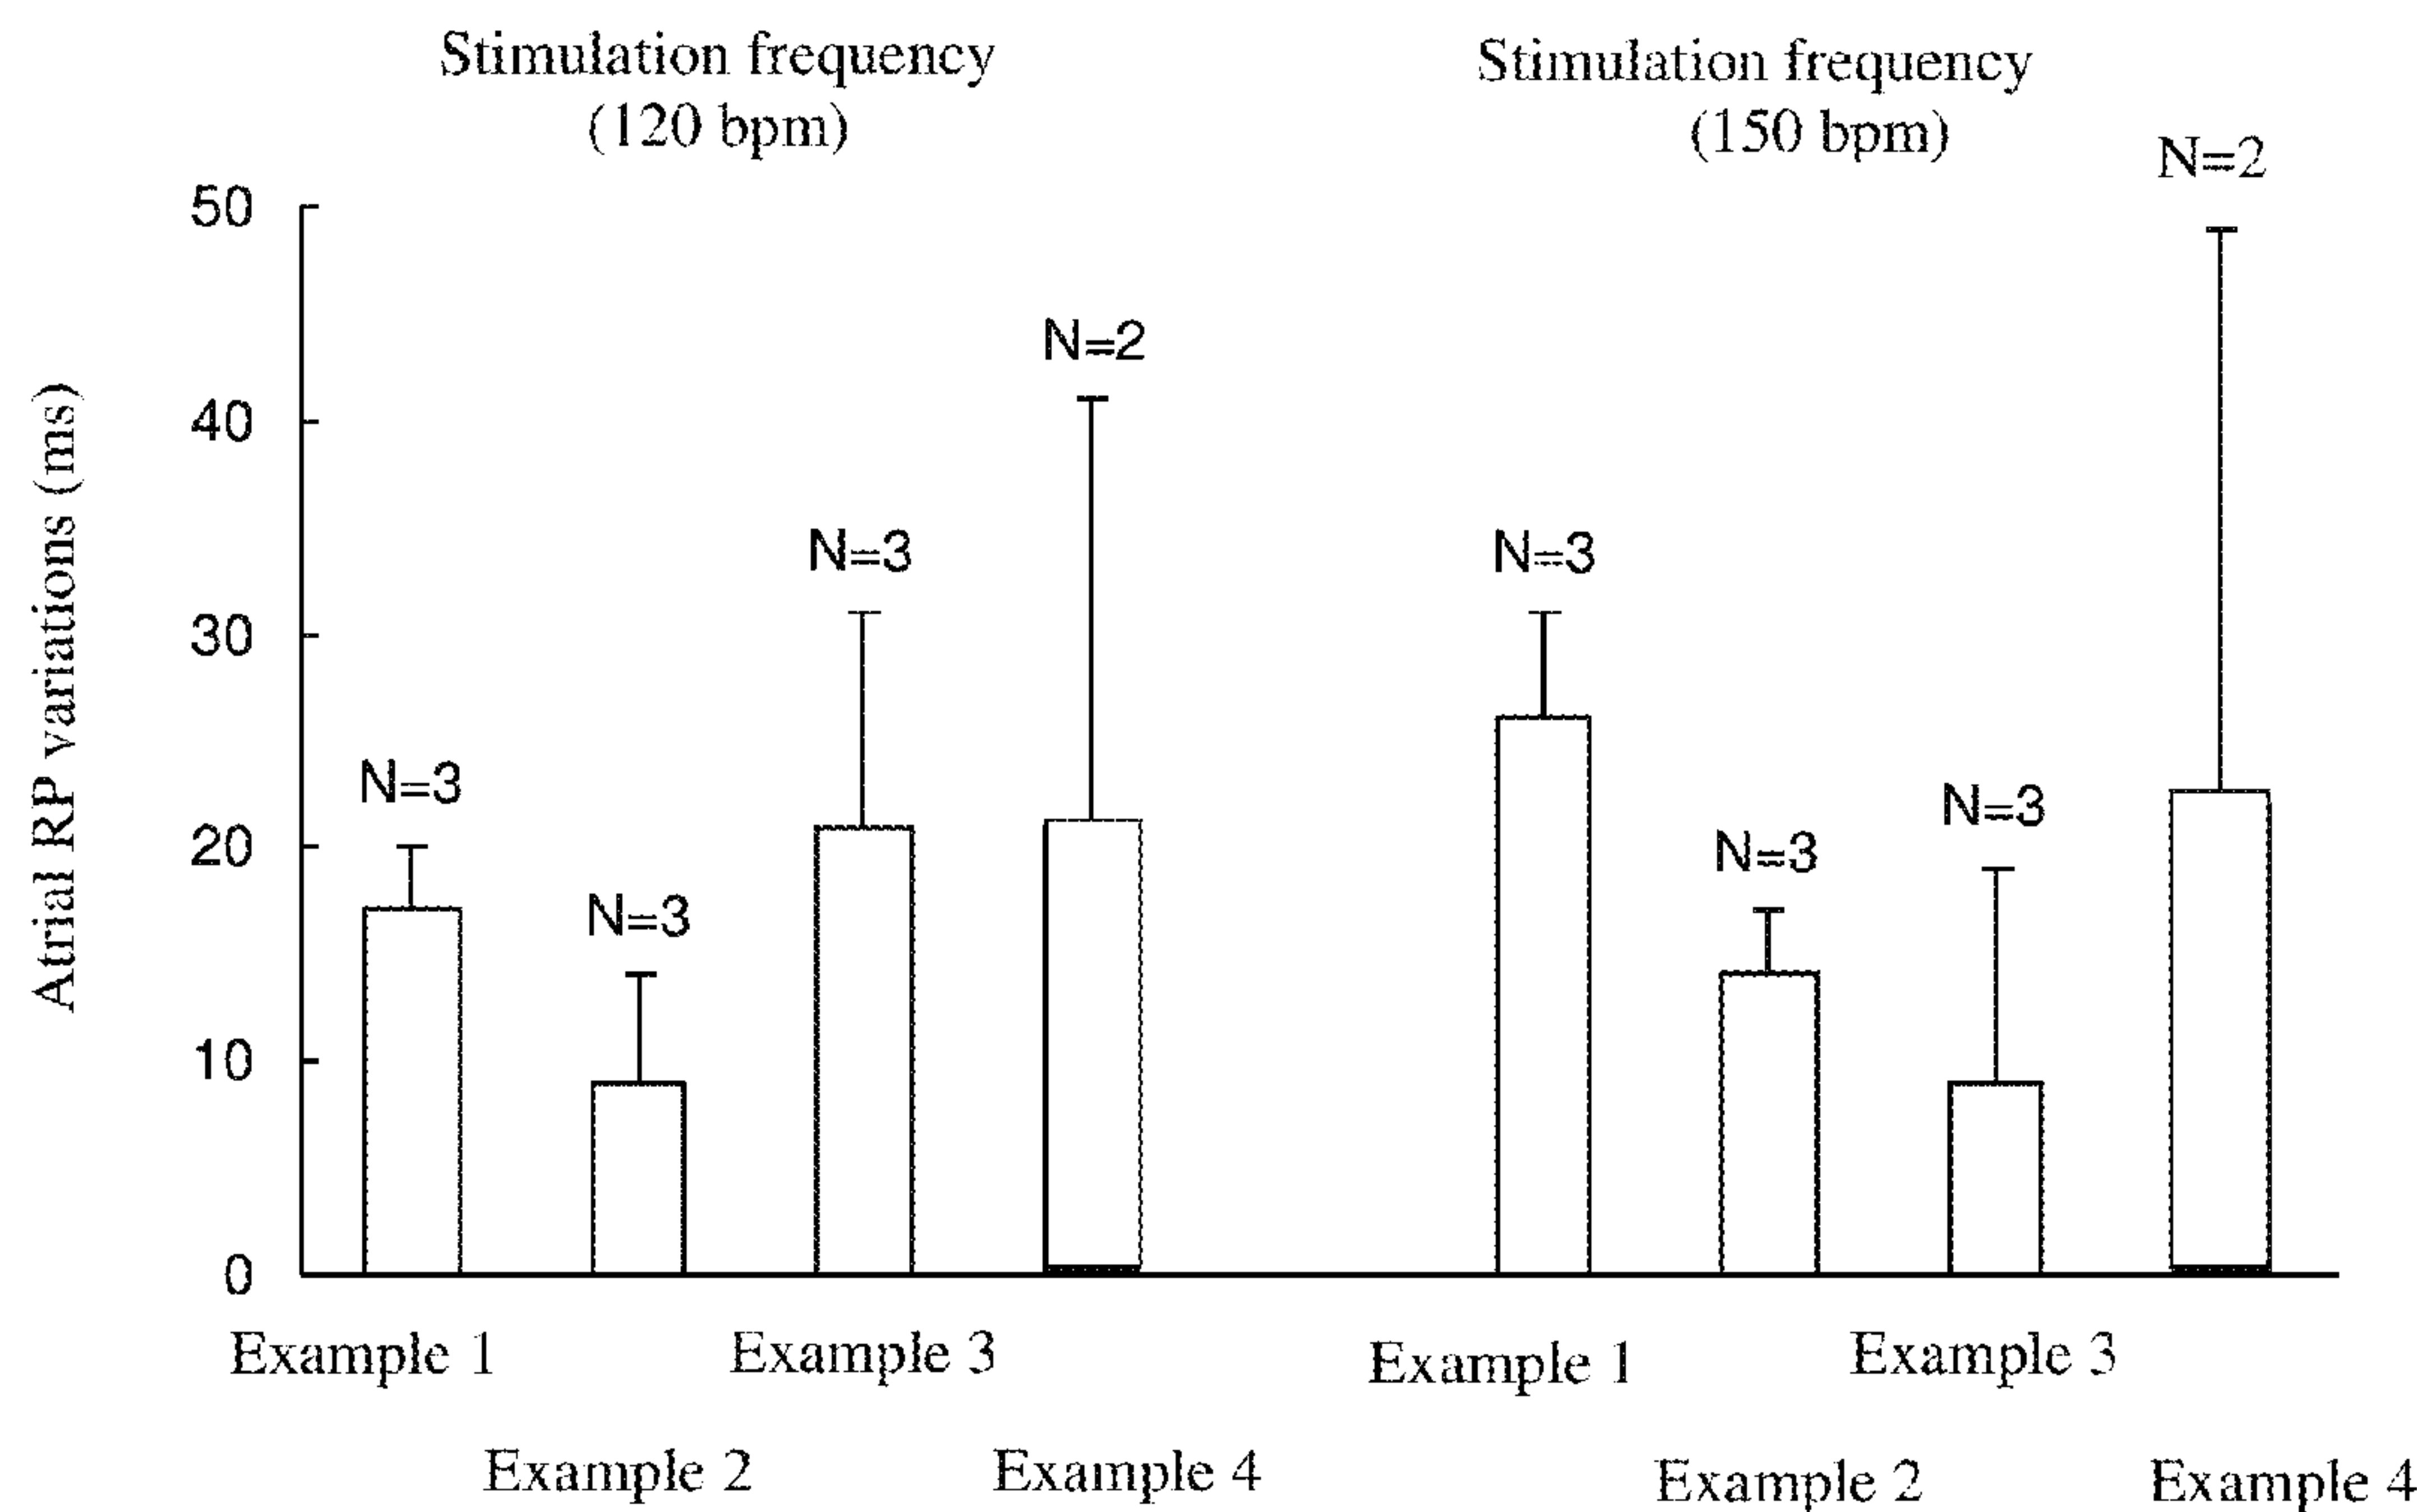 Stimulation frequency
(120 bpm)
Stimulation frequency
(150 bpm)
Atrial RP variations (ms)
50
40
30
20
10
0
N=3
N=3
N=3
N=2
N=3
N=3
N=3
N=2
Example 1
Example 2
Example 3
Example 4
Example 1
Example 2
Example 3
Example 4